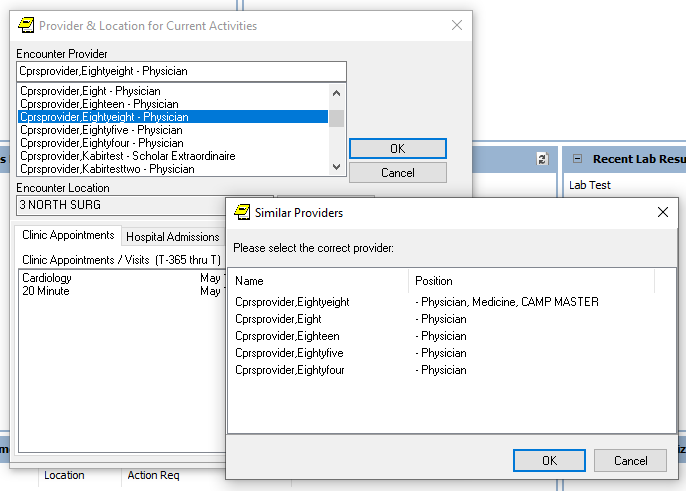 Provider & Location for Current Activities
Encounter Provider
Cprsprovider,Eightyeight - Physician
Cprsprovider,Eight - Physician
Cprsprovider,Eighteen - Physician
Cprsprovider,Eightyeight - Physician
Cprsprovider,Eightyfive - Physician
Cprsprovider,Eightyfour - Physician
Cprsprovider,Kabirtest - Scholar Extraordinaire
Cprsprovider,Kabirtesttwo - Physician
OK
Cancel
Encounter Location
3 NORTH SURG
Clinic Appointments
Hospital Admissions
Clinic Appointments / Visits (T-365 thru T)
Cardiology May
20 Minute May
Recent Lab Resu
Lab Test
Similar Providers
Please select the correct provider:
Name Position
Cprsprovider,Eightyeight - Physician, Medicine, CAMP MASTER
Cprsprovider,Eight - Physician
Cprsprovider,Eighteen - Physician
Cprsprovider,Eightyfive - Physician
Cprsprovider,Eightyfour - Physician
OK
Cancel
Location Action Req